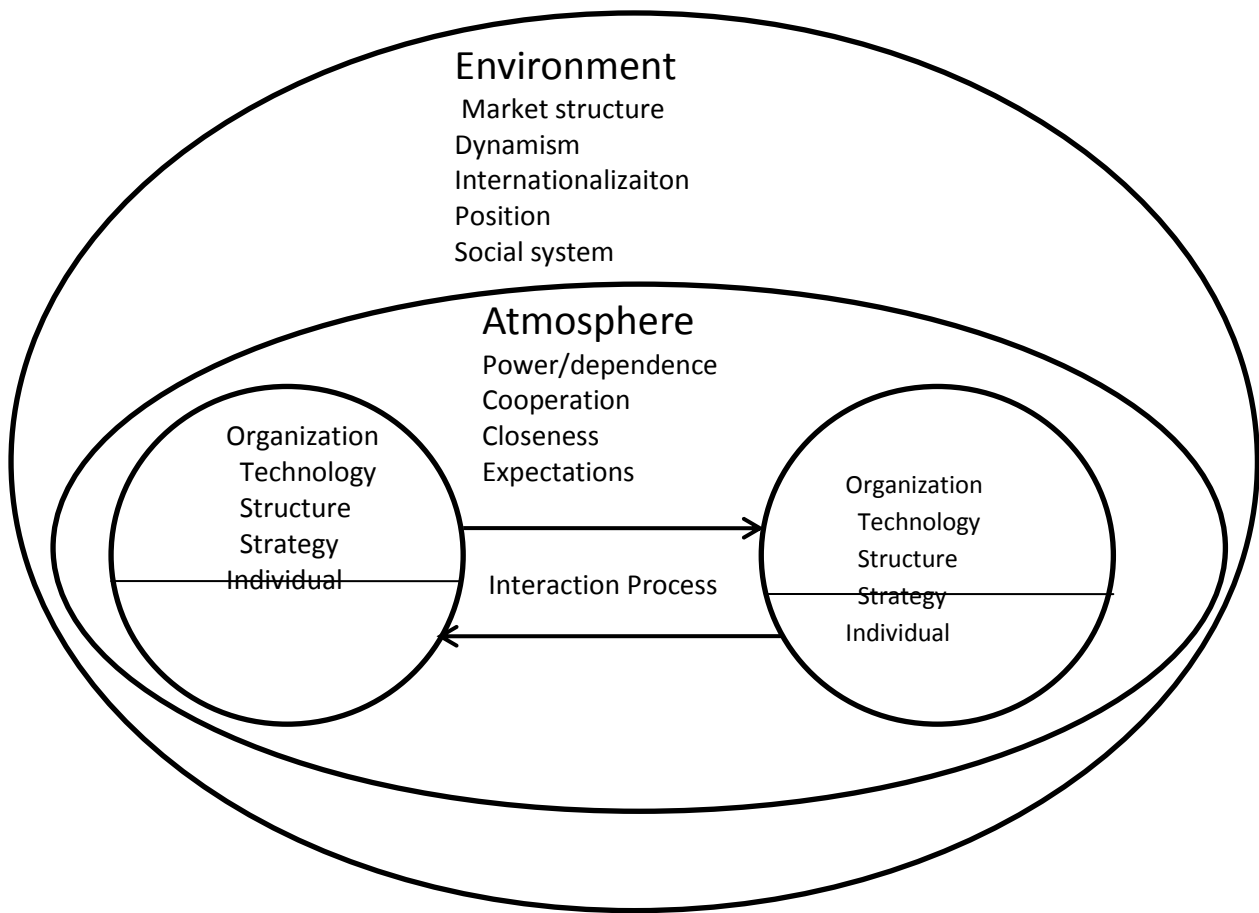 Environment
Market structure
Dynamism
Internationalizaiton
Position
Social system
Atmosphere
Power/dependence
Cooperation
Closeness
Expectations
Organization
Technology
Structure
Strategy
Individual
Interaction Process
Organization
Technology
Structure
Strategy
Individual